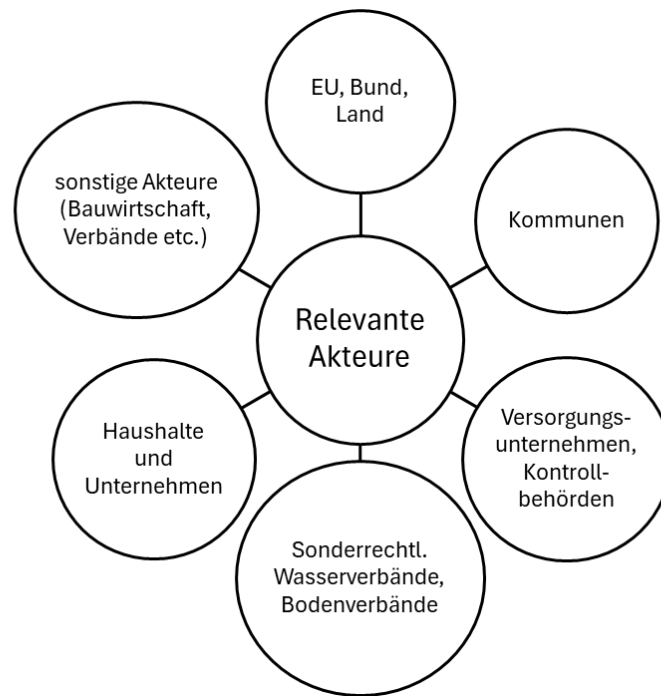 EU, Bund,
Land
sonstige Akteure
(Bauwirtschaft,
Verbände etc.)
Kommunen
Relevante
Akteure
Haushalte
und
Unternehmen
Versorgungs-
unternehmen,
Kontroll-
behörden
Sonderrechtl.
Wasserverbände,
Bodenverbände